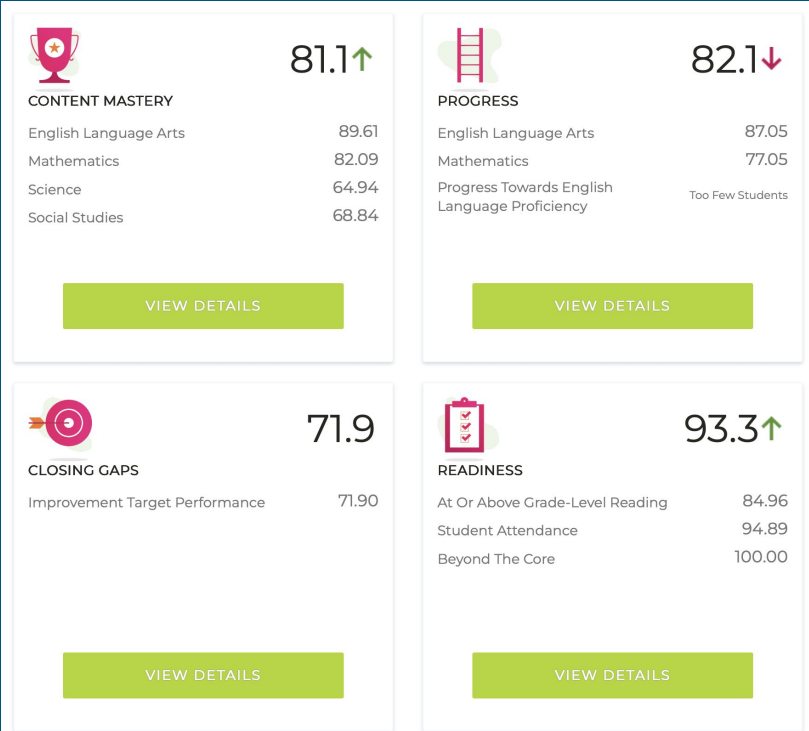 81.1
CONTENT MASTERY
English Language Arts 89.61
Mathematics 82.09
Science 64.94
Social Studies 68.84
VIEW DETAILS
82.1
PROGRESS
English Language Arts 87.05
Mathematics 77.05
Progress Towards English
Language Proficiency
Too Few Students
VIEW DETAILS
71.9
CLOSING GAPS
Improvement Target Performance 71.90
VIEW DETAILS
93.3
READINESS
At Or Above Grade-Level Reading 84.96
Student Attendance 94.89
Beyond The Core 100.00
VIEW DETAILS